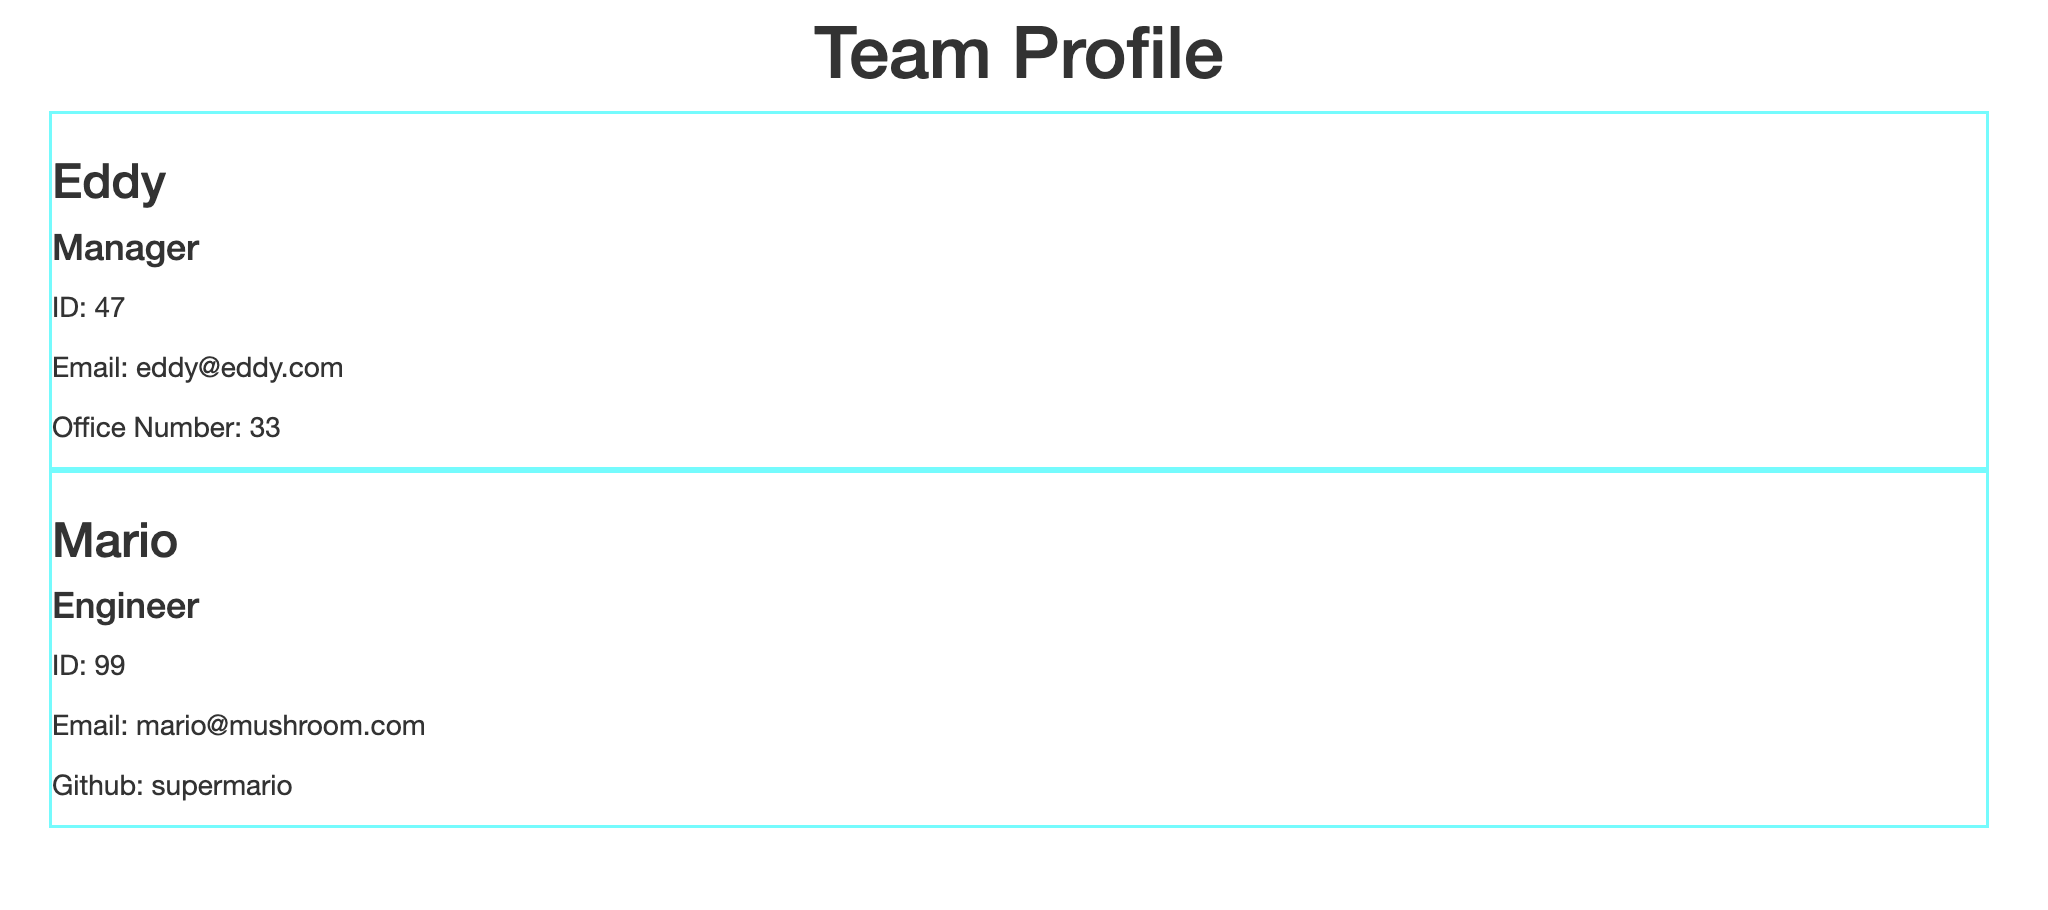 Team Profile
Eddy
Manager
ID: 47
Email: eddy@eddy.com
Office Number: 33
Mario
Engineer
ID: 99
Email: mario@mushroom.com
Github: supermario